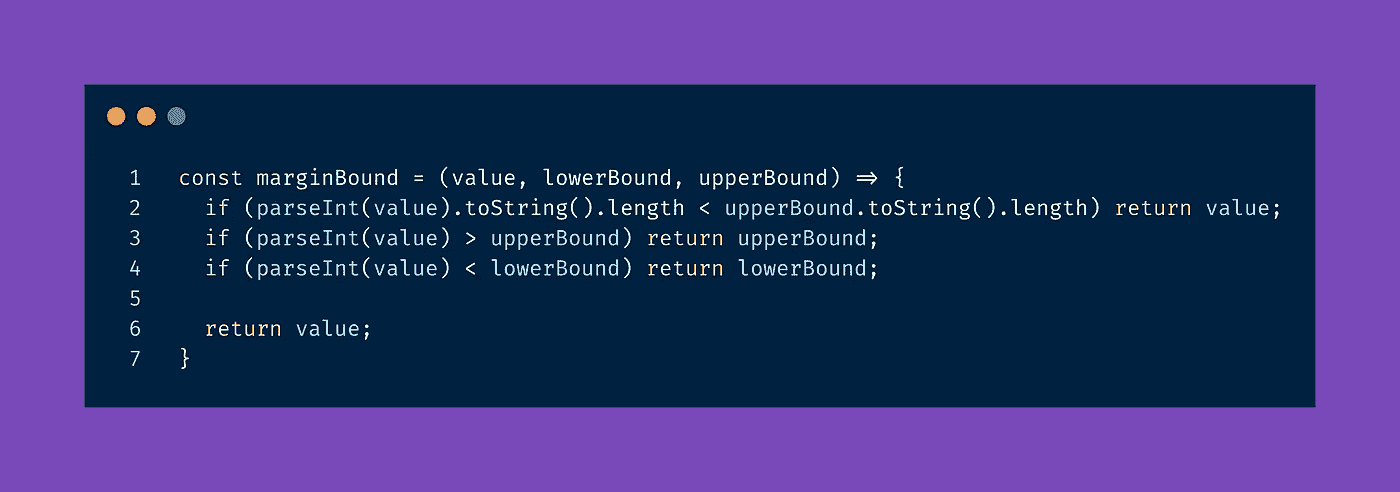 1 const marginBound = (value, lowerBound, upperBound) => {
2   if (parseInt(value).toString().length < upperBound.toString().length) return value;
3   if (parseInt(value) > upperBound) return upperBound;
4   if (parseInt(value) < lowerBound) return lowerBound;
5
6   return value;
7 }